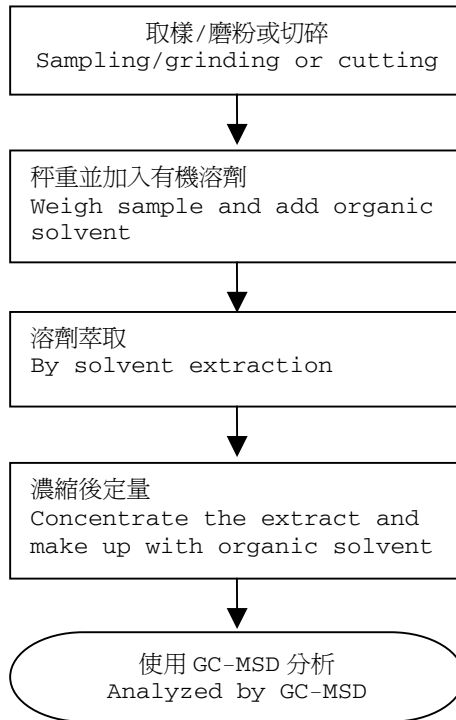 取樣/磨粉或切碎
Sampling/grinding or cutting
秤重並加入有機溶劑
Weigh sample and add organic
solvent
溶劑萃取
By solvent extraction
濃縮後定量
Concentrate the extract and
make up with organic solvent
使用 GC-MSD 分析
Analyzed by GC-MSD